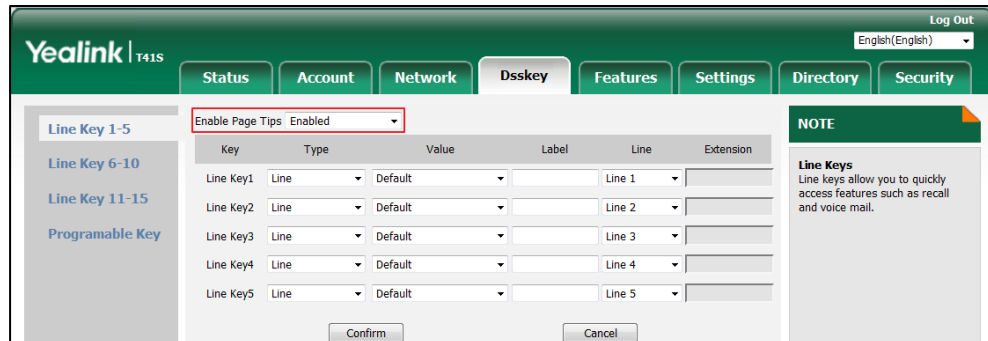 Log Out
Yealink T41S
English(English)
Status Account Network Dsskey Features Settings Directory Security
Line Key 1-5
Line Key 6-10
Line Key 11-15
Programable Key
Enable Page Tips Enabled
Key Type Value Label Line Extension
Line Key1 Line Default Line 1
Line Key2 Line Default Line 2
Line Key3 Line Default Line 3
Line Key4 Line Default Line 4
Line Key5 Line Default Line 5
Confirm Cancel
NOTE
Line Keys
Line keys allow you to quickly
access features such as recall
and voice mail.